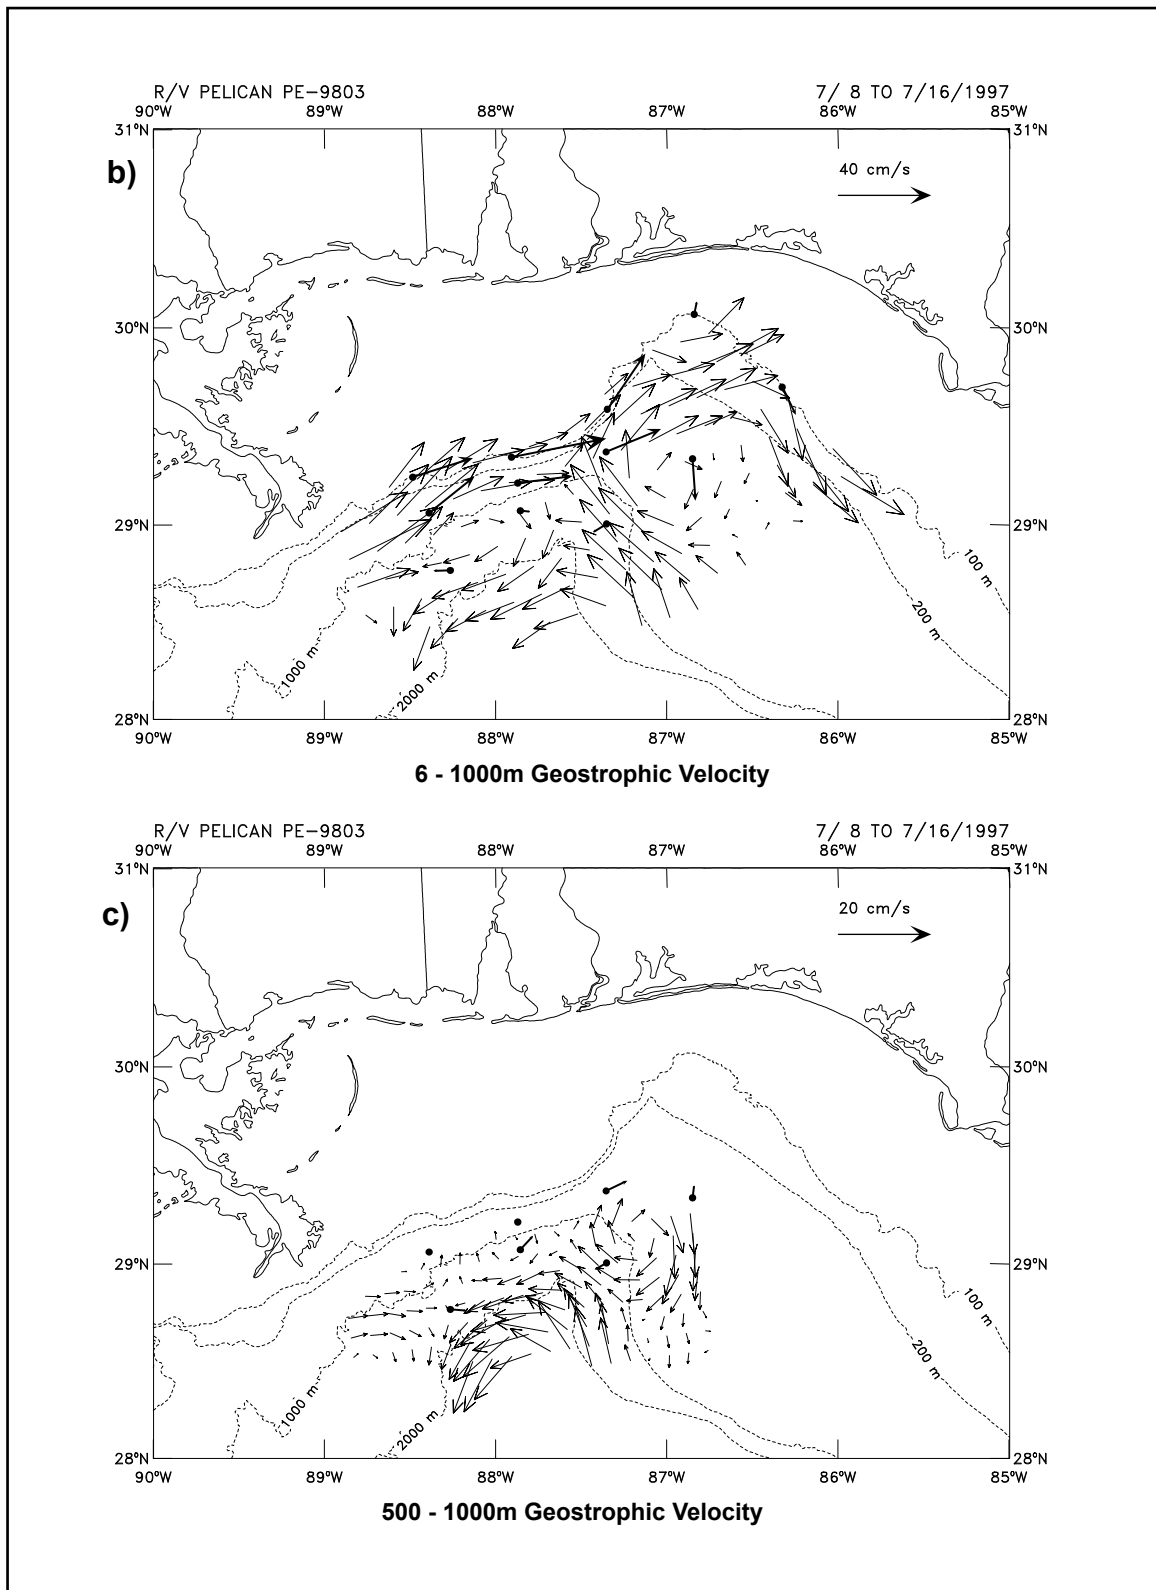 R/V PELICAN PE-9803 7/ 8 TO 7/16/1997
90°W 89°W 88°W 87°W 86°W 85°W
31°N 31°N
b)
40 cm/s
30°N 30°N
29°N 29°N
100 m
200 m
1000 m
2000 m
28°N 28°N
90°W 89°W 88°W 87°W 86°W 85°W
6 - 1000m Geostrophic Velocity
R/V PELICAN PE-9803 7/ 8 TO 7/16/1997
90°W 89°W 88°W 87°W 86°W 85°W
31°N 31°N
c)
20 cm/s
30°N 30°N
29°N 29°N
100 m
200 m
1000 m
2000 m
28°N 28°N
90°W 89°W 88°W 87°W 86°W 85°W
500 - 1000m Geostrophic Velocity